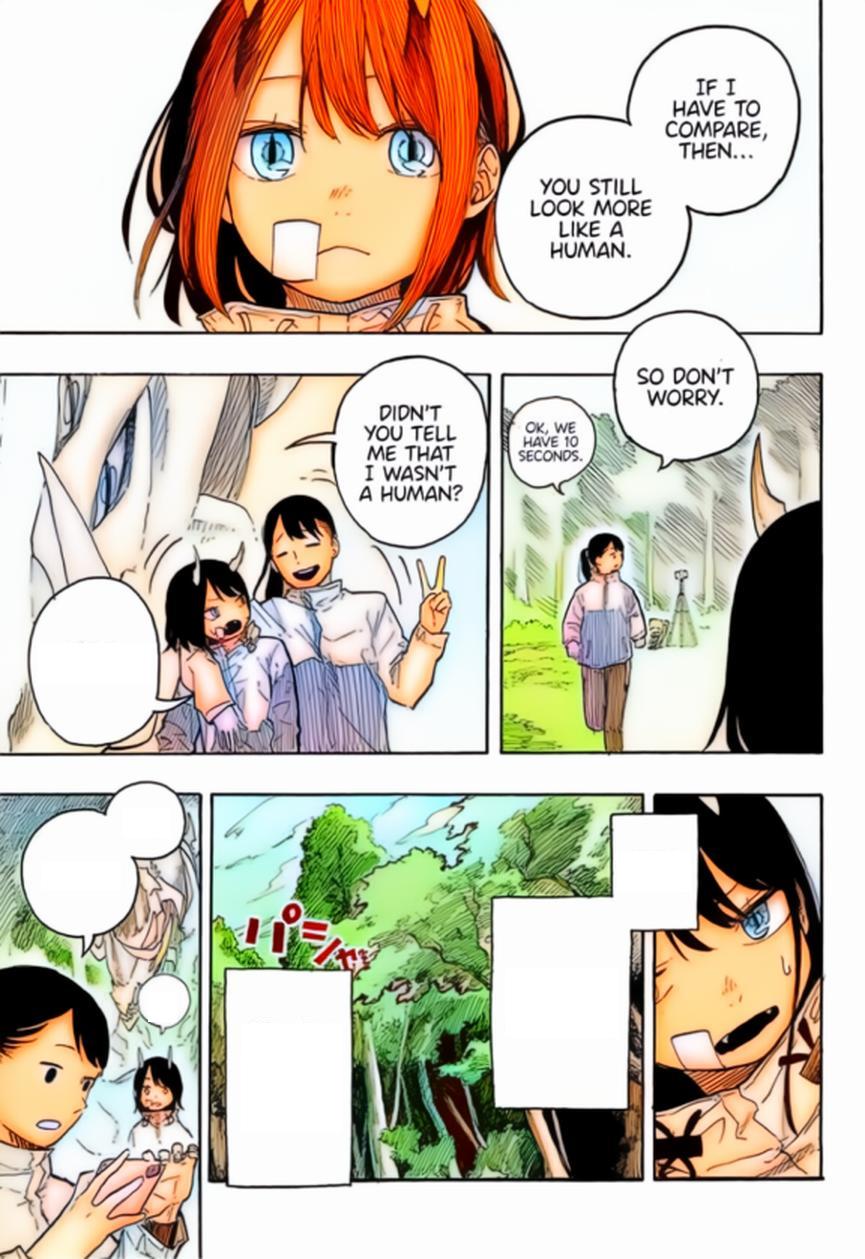 IF I
HAVE TO
COMPARE,
THEN...
YOU STILL
LOOK MORE
LIKE A
HUMAN.
SO DON'T
WORRY.
OK, WE
HAVE 10
SECONDS.
DIDN'T
YOU TELL
ME THAT
I WASN'T
A HUMAN?
パシャ